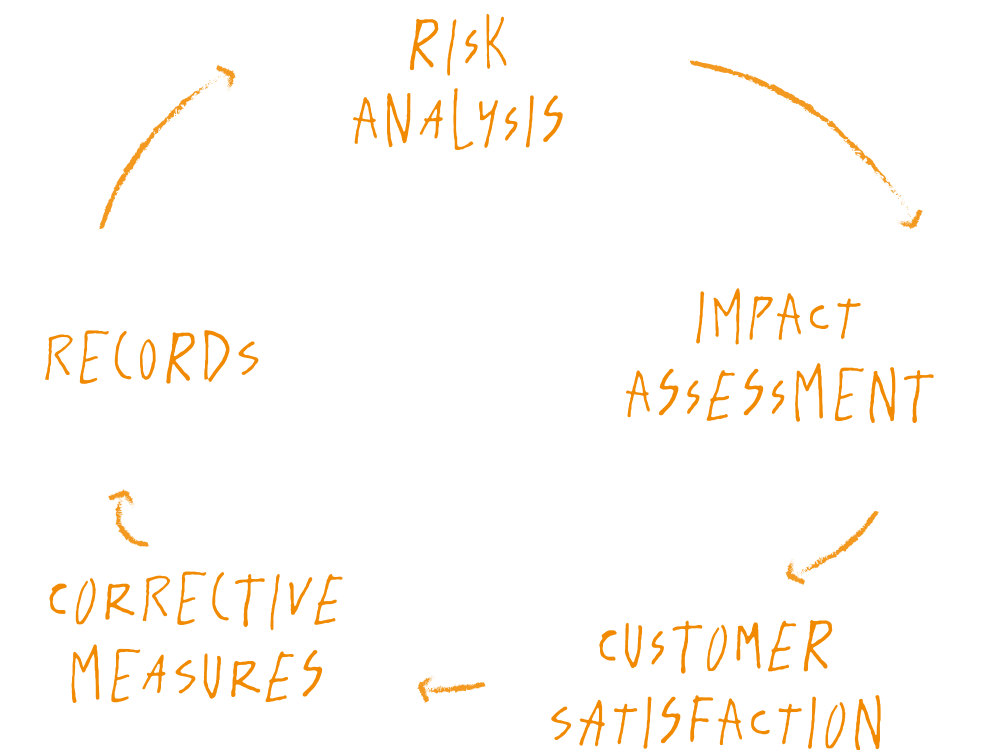 RISK
ANALYSIS
IMPACT
ASSESSMENT
CUSTOMER
SATISFACTION
CORRECTIVE
MEASURES
RECORDS